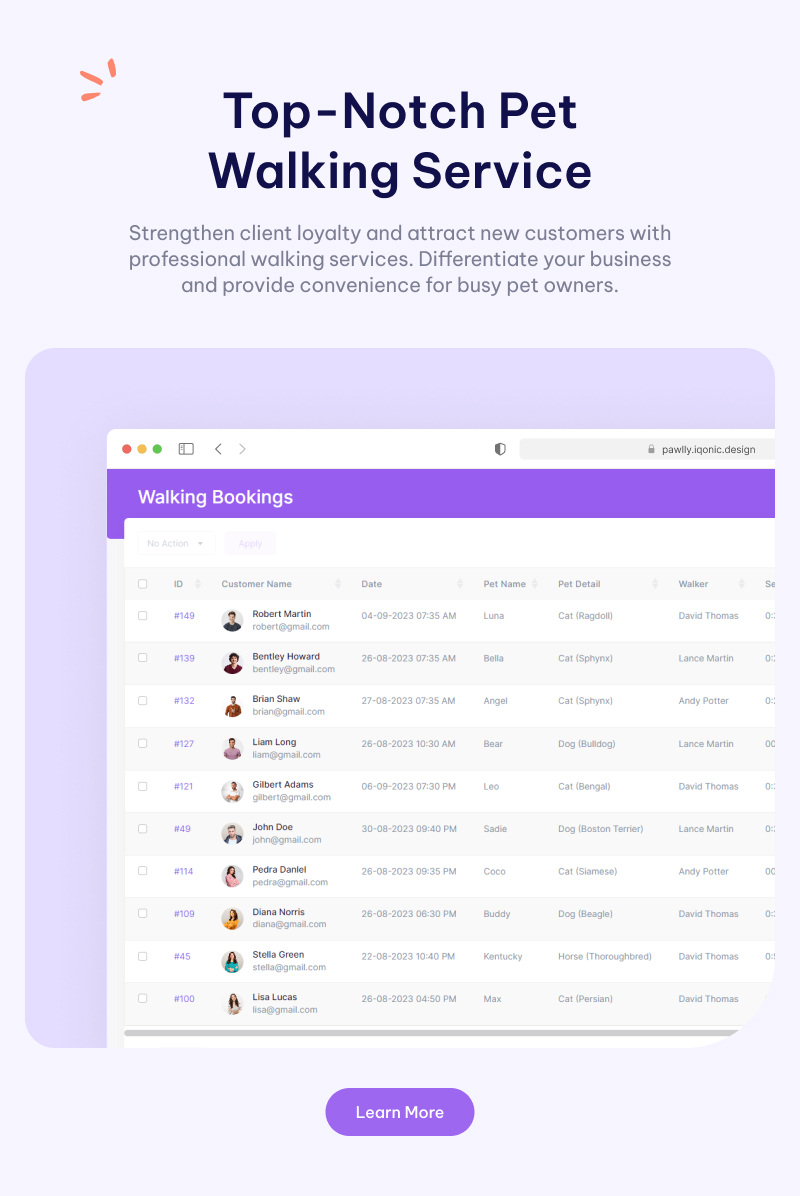 Top-Notch Pet
Walking Service
Strengthen client loyalty and attract new customers with
professional walking services. Differentiate your business
and provide convenience for busy pet owners.
pawlly.iqonic.design
Walking Bookings
No Action Apply
ID Customer Name Date Pet Name Pet Detail Walker Se
#149 Robert Martin 04-09-2023 07:35 AM Luna Cat (Ragdoll) David Thomas
robert@gmail.com
#139 Bentley Howard 26-08-2023 07:35 AM Bella Cat (Sphynx) Lance Martin
bentley@gmail.com
#132 Brian Shaw 27-08-2023 07:35 AM Angel Cat (Sphynx) Andy Potter
brian@gmail.com
#127 Liam Long 26-08-2023 10:30 AM Bear Dog (Bulldog) Lance Martin 00
liam@gmail.com
#121 Gilbert Adams 06-09-2023 07:30 PM Leo Cat (Bengal) David Thomas
gilbert@gmail.com
#49 John Doe 30-08-2023 09:40 PM Sadie Dog (Boston Terrier) Lance Martin
john@gmail.com
#114 Pedra Danlel 26-08-2023 09:35 PM Coco Cat (Siamese) Andy Potter 00
pedra@gmail.com
#109 Diana Norris 26-08-2023 06:30 PM Buddy Dog (Beagle) David Thomas
diana@gmail.com
#45 Stella Green 22-08-2023 10:40 PM Kentucky Horse (Thoroughbred) David Thomas
stella@gmail.com
#100 Lisa Lucas 26-08-2023 04:50 PM Max Cat (Persian) David Thomas
lisa@gmail.com
Learn More